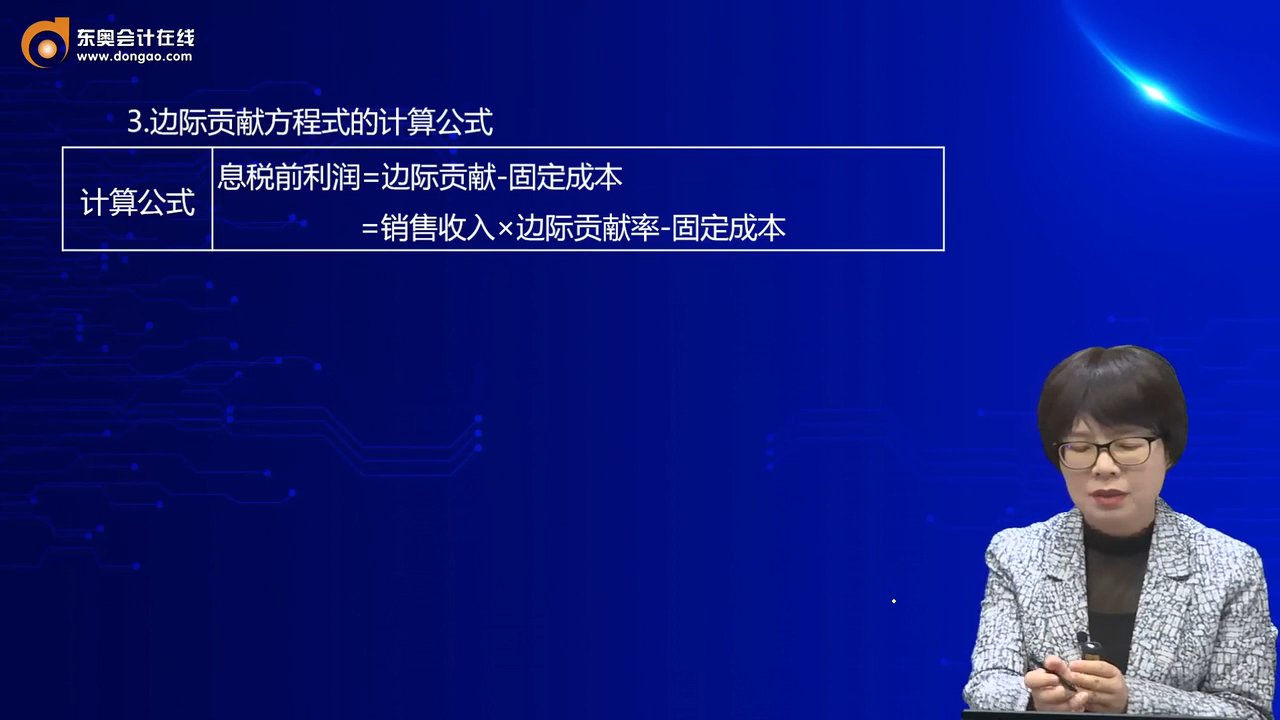 东奥会计在线
www.dongao.com
3.边际贡献方程式的计算公式
计算公式
息税前利润=边际贡献-固定成本
=销售收入×边际贡献率-固定成本